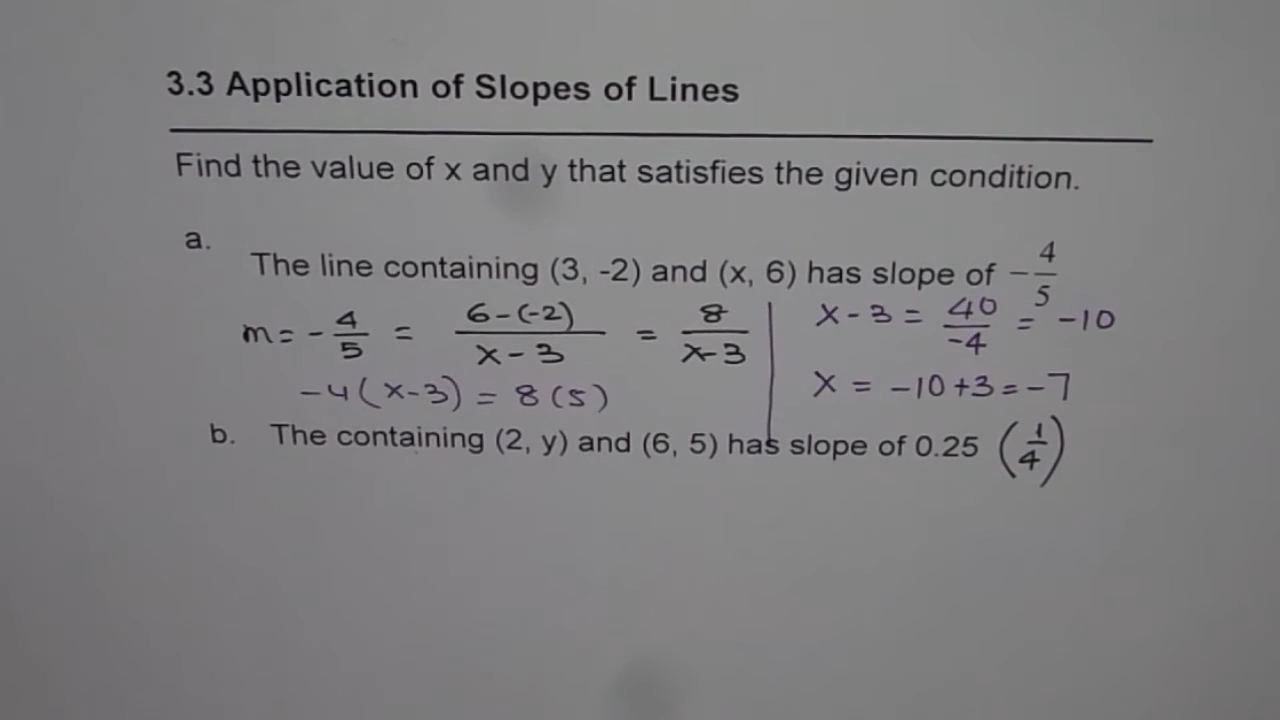 3.3 Application of Slopes of Lines
Find the value of x and y that satisfies the given condition.
a.
The line containing (3, -2) and (x, 6) has slope of -4/5
m = -4/5 = 6-(-2)/x-3 = 8/x-3
-4(x-3) = 8(5)
x-3 = 40/-4 = -10
x = -10+3=-7
b. The containing (2, y) and (6, 5) has slope of 0.25 (1/4)